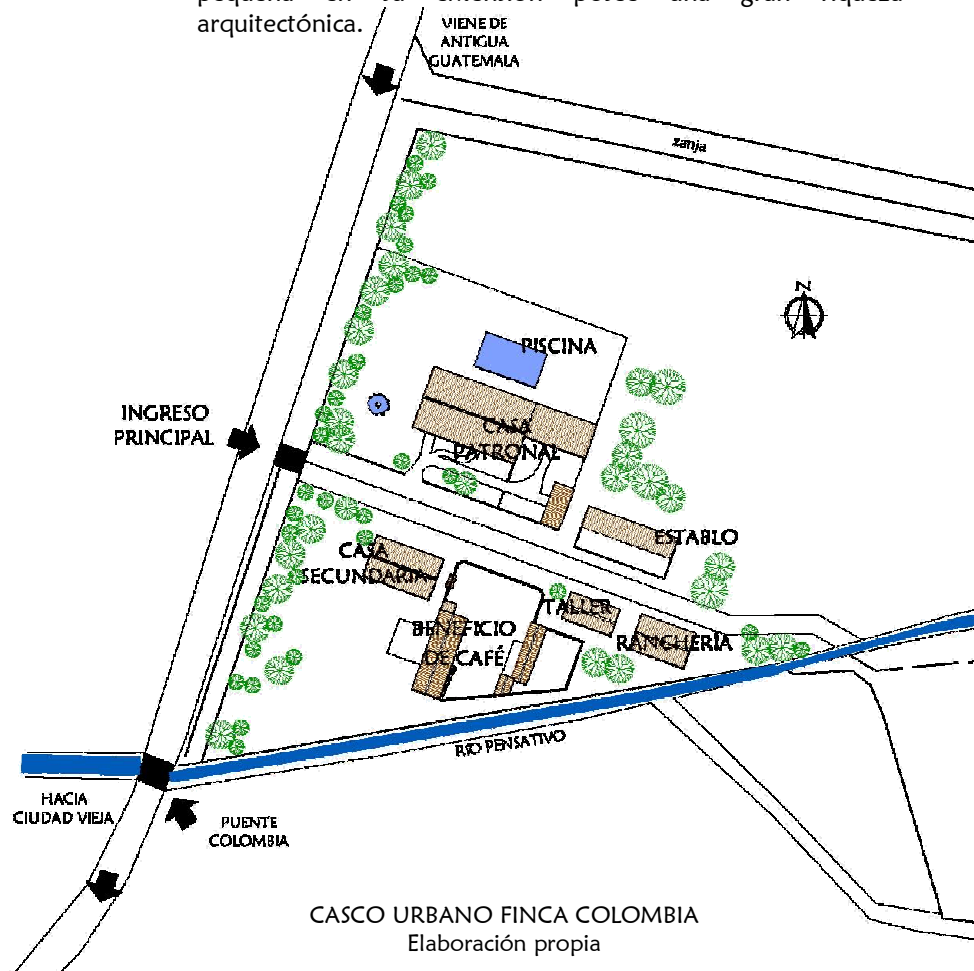 arquitectónica.
VIENE DE
ANTIGUA
GUATEMALA
zanja
N
PISCINA
INGRESO
PRINCIPAL
CASA
PATRONAL
ESTABLO
CASA
SECUNDARIA
TALLER
BENEFICIO
DE CAFÉ
RANCHERÍA
RÍO PENSATIVO
HACIA
CIUDAD VIEJA
PUENTE
COLOMBIA
CASCO URBANO FINCA COLOMBIA
Elaboración propia